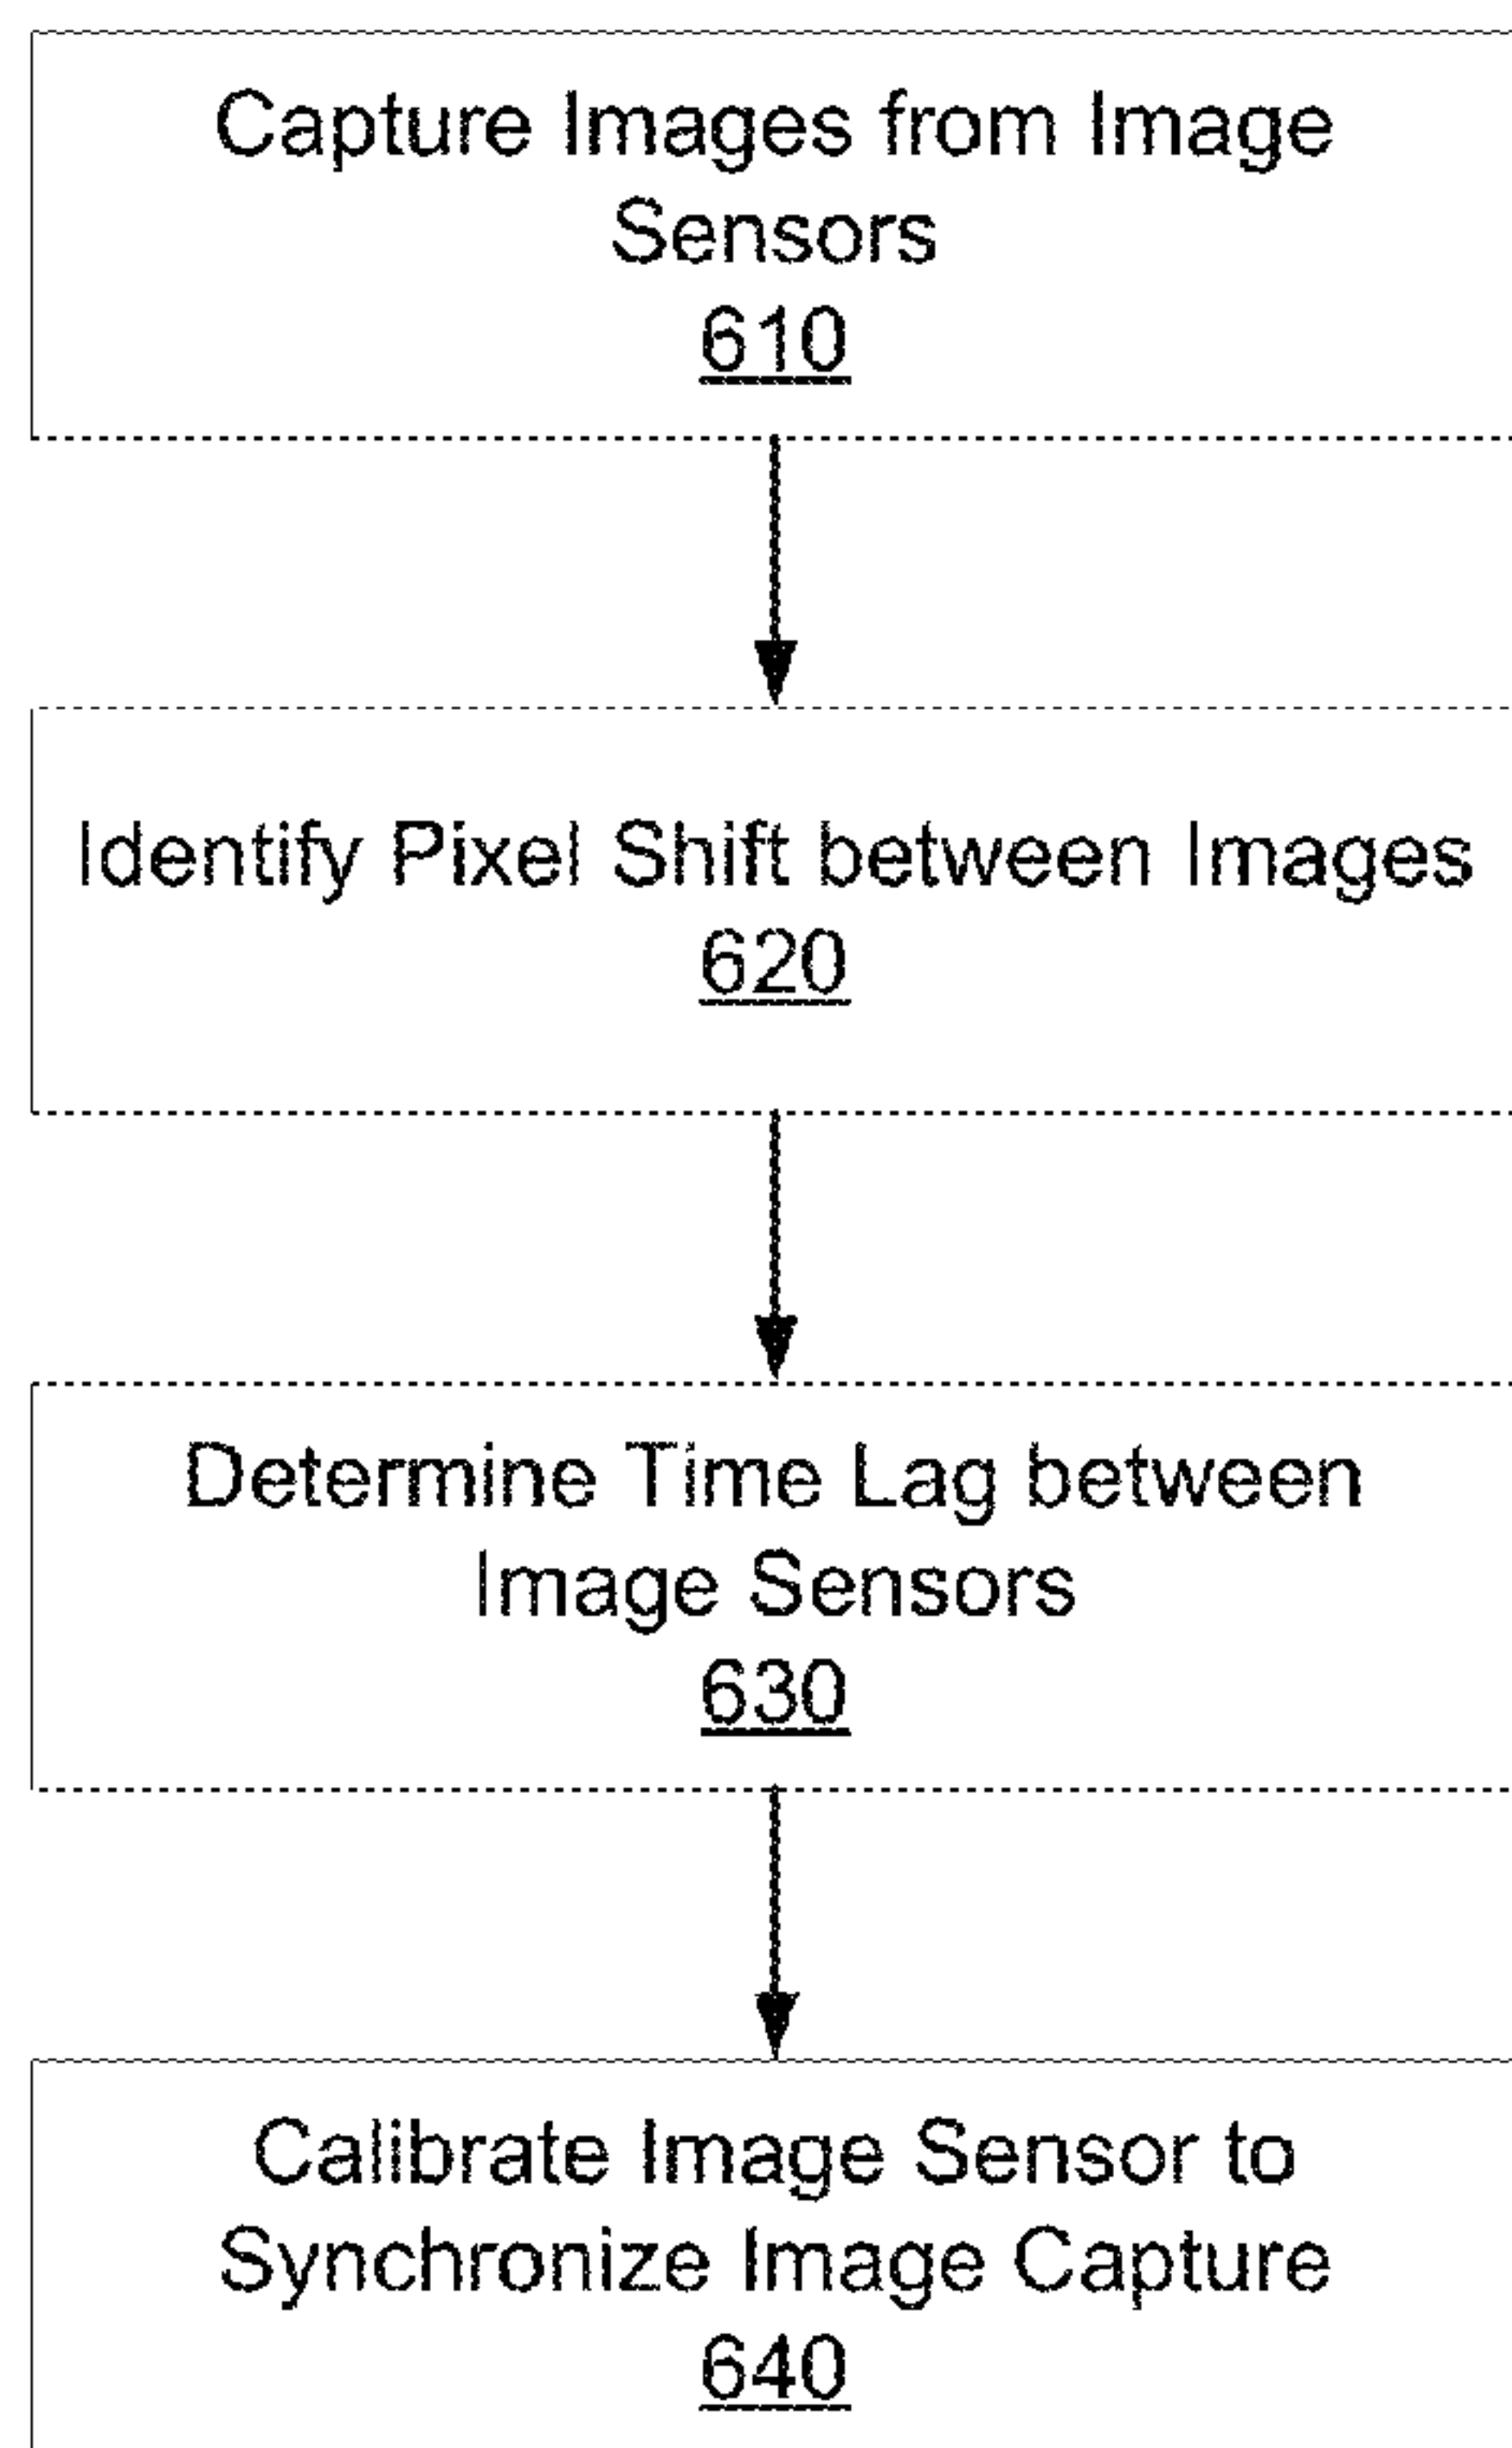 Capture Images from Image
Sensors
610
Identify Pixel Shift between Images
620
Determine Time Lag between
Image Sensors
630
Calibrate Image Sensor to
Synchronize Image Capture
640